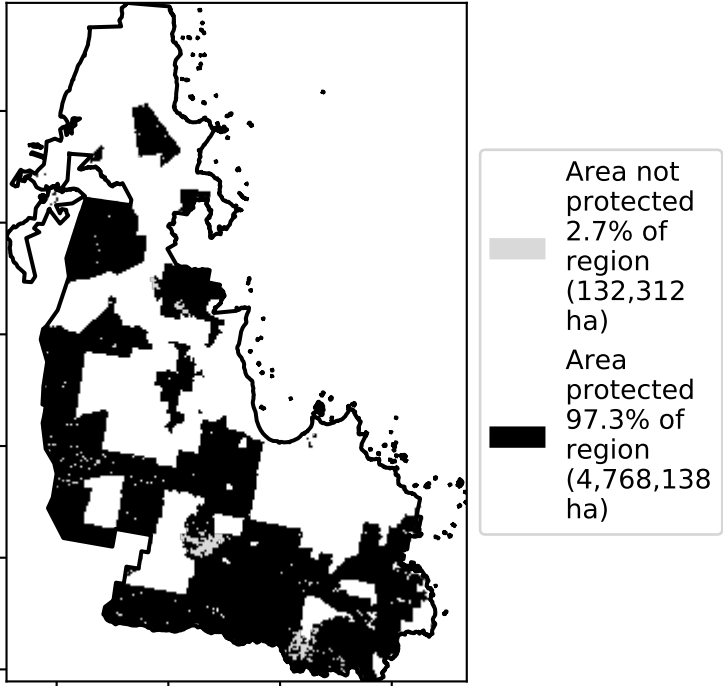 Area not
protected
2.7% of
region
(132,312
ha)
Area
protected
97.3% of
region
(4,768,138
ha)